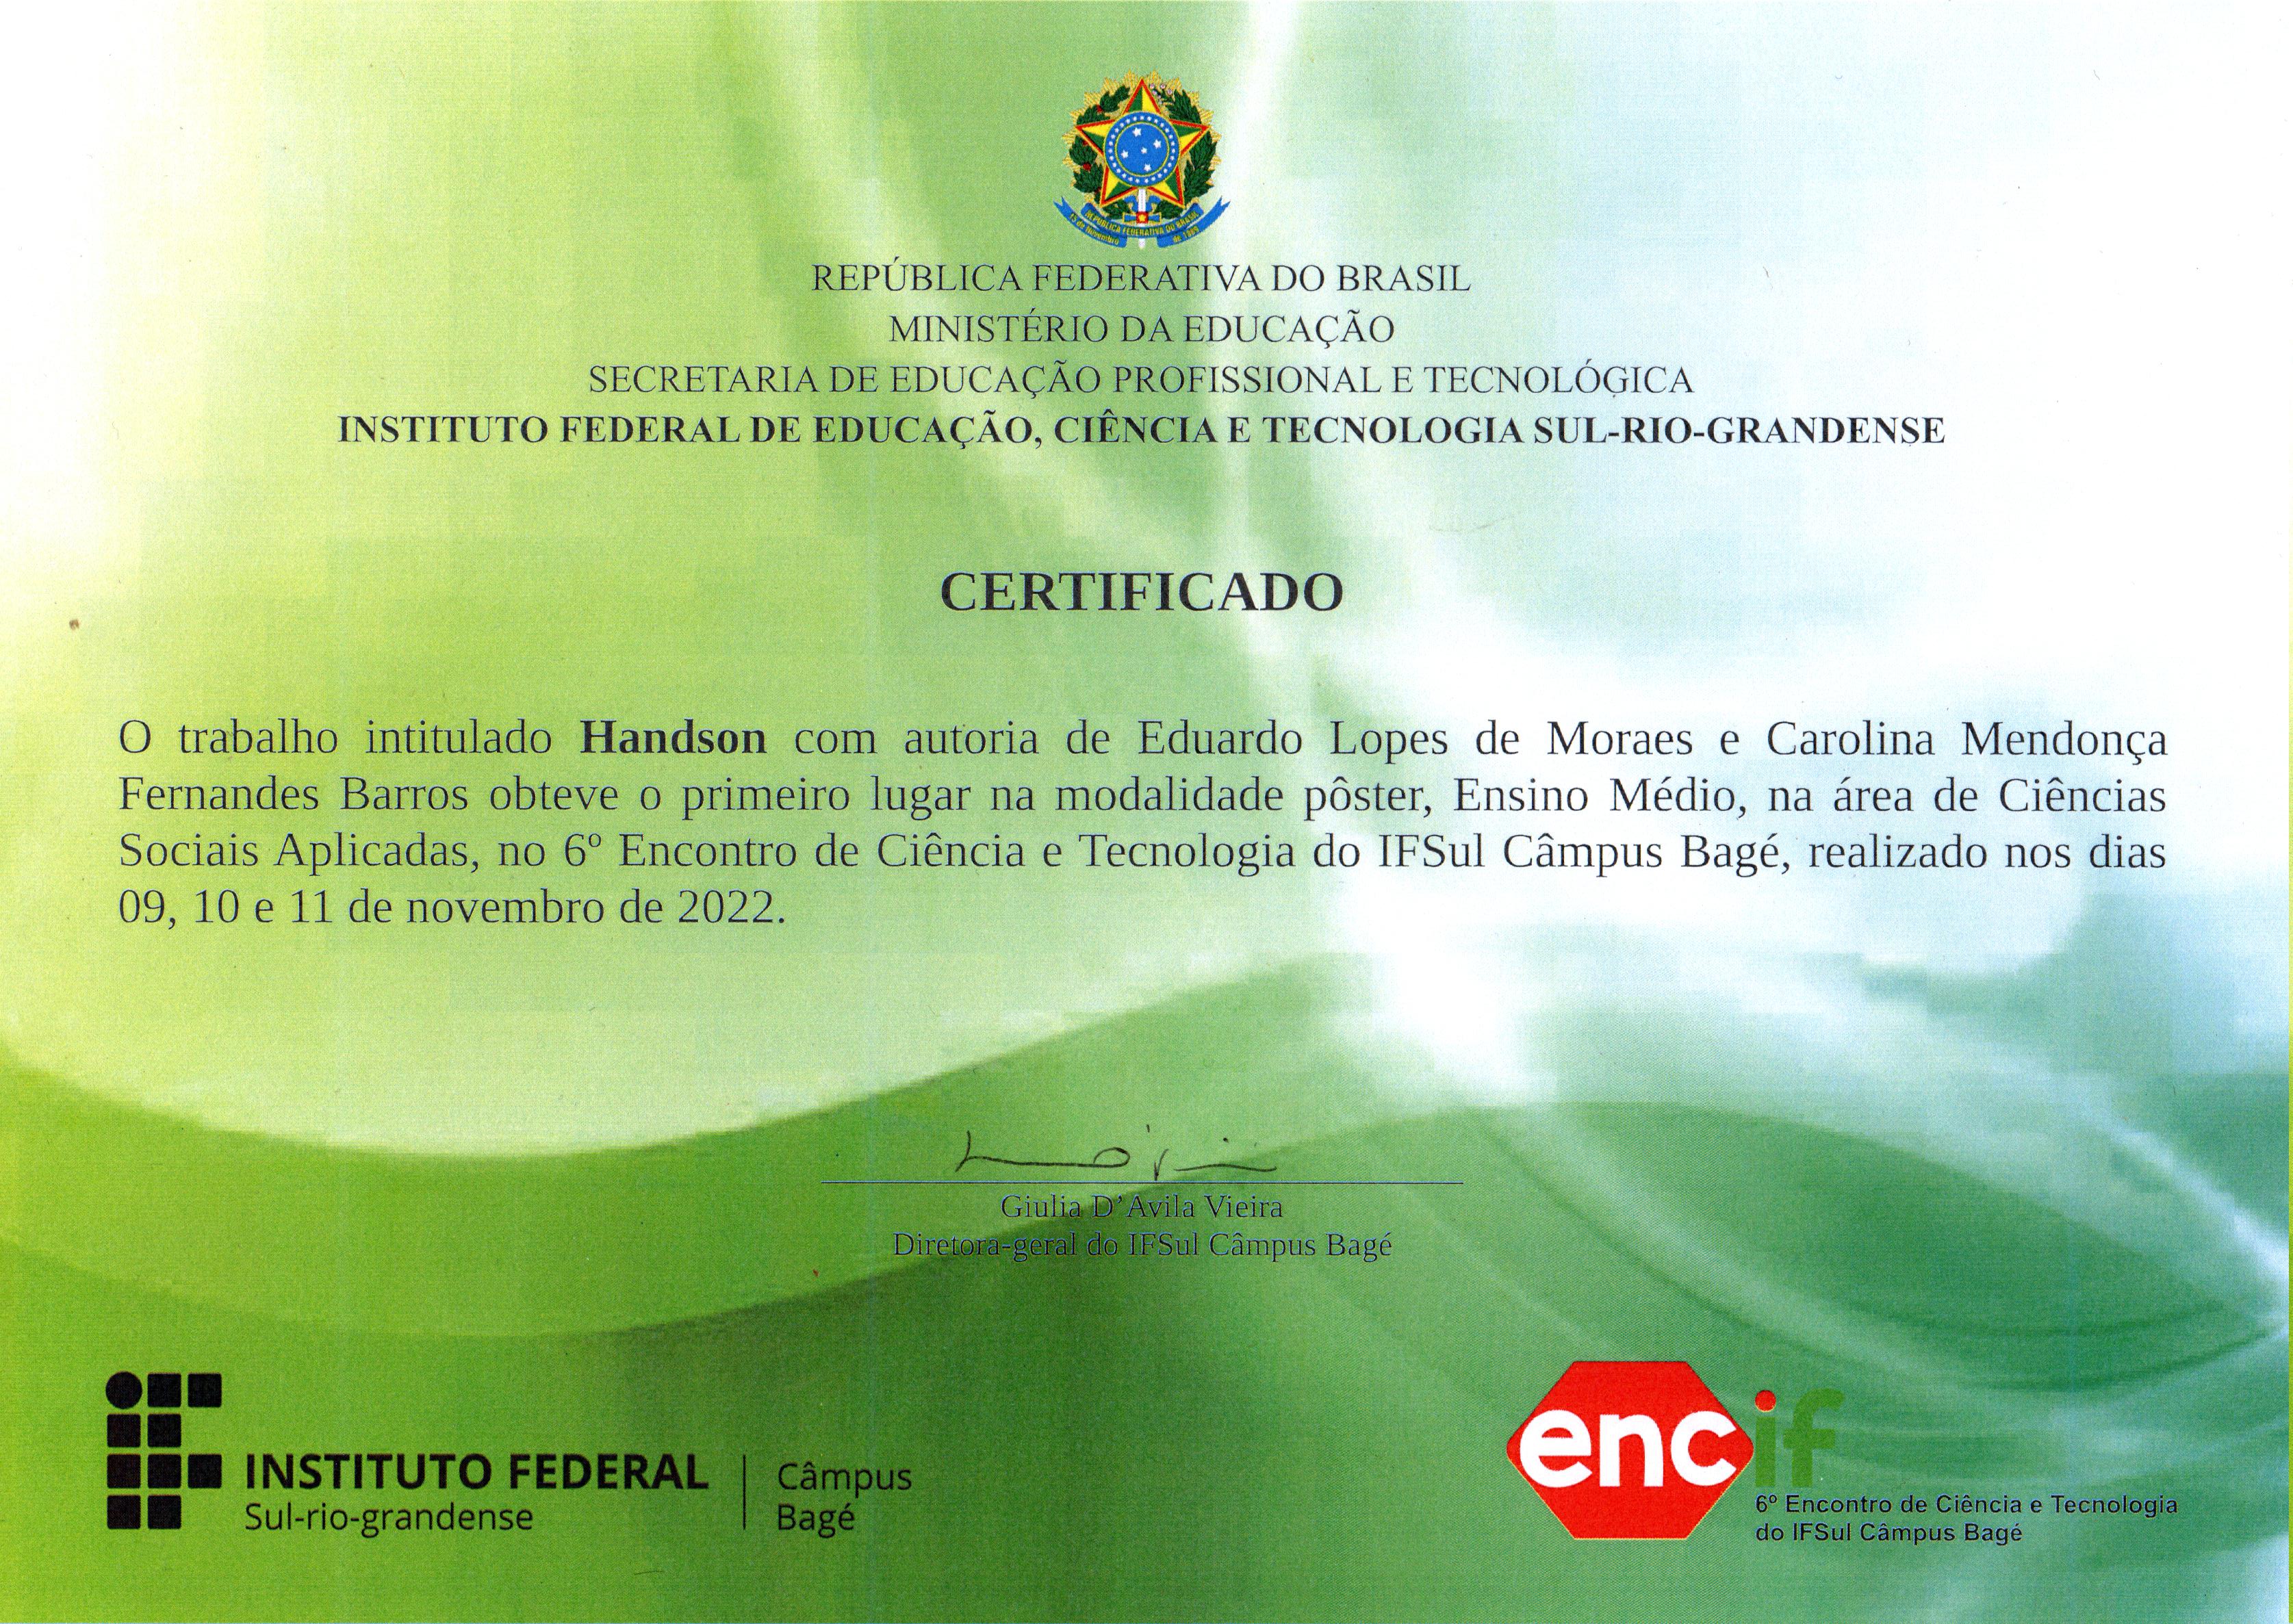 REPÚBLICA FEDERATIVA DO BRASIL
15 de Novembro de 1889
REPÚBLICA FEDERATIVA DO BRASIL
MINISTÉRIO DA EDUCAÇÃO
SECRETARIA DE EDUCAÇÃO PROFISSIONAL E TECNOLÓGICA
INSTITUTO FEDERAL DE EDUCAÇÃO, CIÊNCIA E TECNOLOGIA SUL-RIO-GRANDENSE
CERTIFICADO
O trabalho intitulado Handson com autoria de Eduardo Lopes de Moraes e Carolina Mendonça
Fernandes Barros obteve o primeiro lugar na modalidade pôster, Ensino Médio, na área de Ciências
Sociais Aplicadas, no 6º Encontro de Ciência e Tecnologia do IFSul Câmpus Bagé, realizado nos dias
09, 10 e 11 de novembro de 2022.
Giulia D’Avila Vieira
Diretora-geral do IFSul Câmpus Bagé
INSTITUTO FEDERAL
Sul-rio-grandense
Câmpus
Bagé
encif
6º Encontro de Ciência e Tecnologia
do IFSul Câmpus Bagé